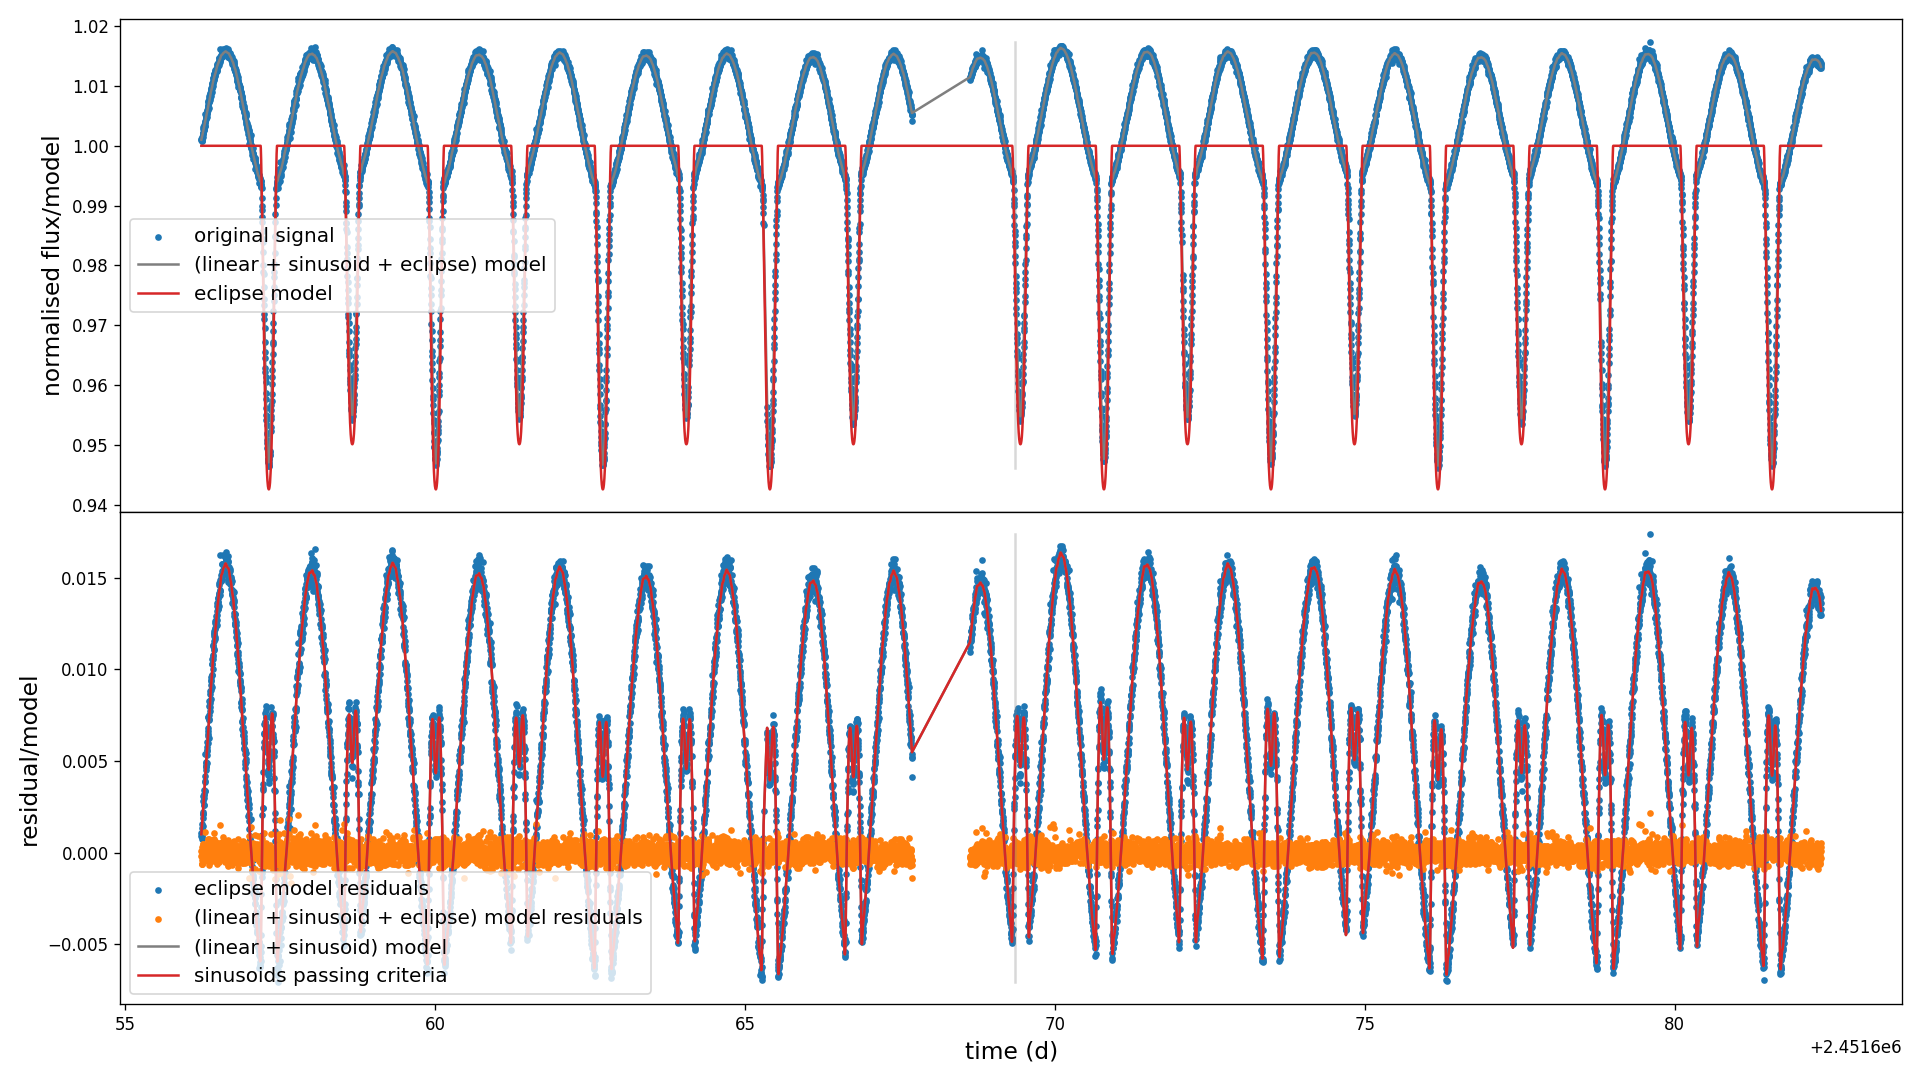 1.02
1.01
1.00
0.99
0.98
0.97
0.96
0.95
0.94
normalised flux/model
original signal
(linear + sinusoid + eclipse) model
eclipse model
0.015
0.010
0.005
0.000
−0.005
residual/model
eclipse model residuals
(linear + sinusoid + eclipse) model residuals
(linear + sinusoid) model
sinusoids passing criteria
55 60 65 70 75 80
time (d)
+2.4516e6